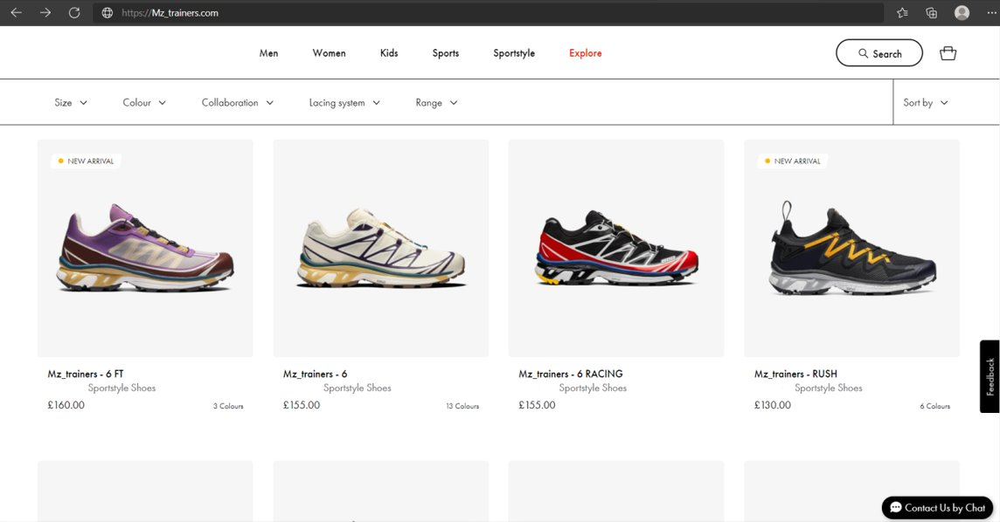 https://Mz_trainers.com
Men Women Kids Sports Sportstyle Explore Search
Size Colour Collaboration Lacing system Range Sort by
NEW ARRIVAL
NEW ARRIVAL
Mz_trainers - 6 FT
Sportstyle Shoes
£160.00 3 Colours
Mz_trainers - 6
Sportstyle Shoes
£155.00 13 Colours
Mz_trainers - 6 RACING
Sportstyle Shoes
£155.00
Mz_trainers - RUSH
Sportstyle Shoes
£130.00 6 Colours
Feedback
Contact Us by Chat